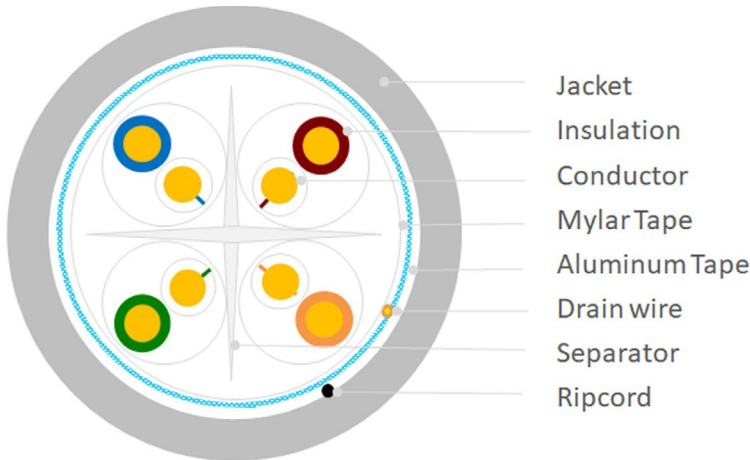 Jacket
Insulation
Conductor
Mylar Tape
Aluminum Tape
Drain wire
Separator
Ripcord